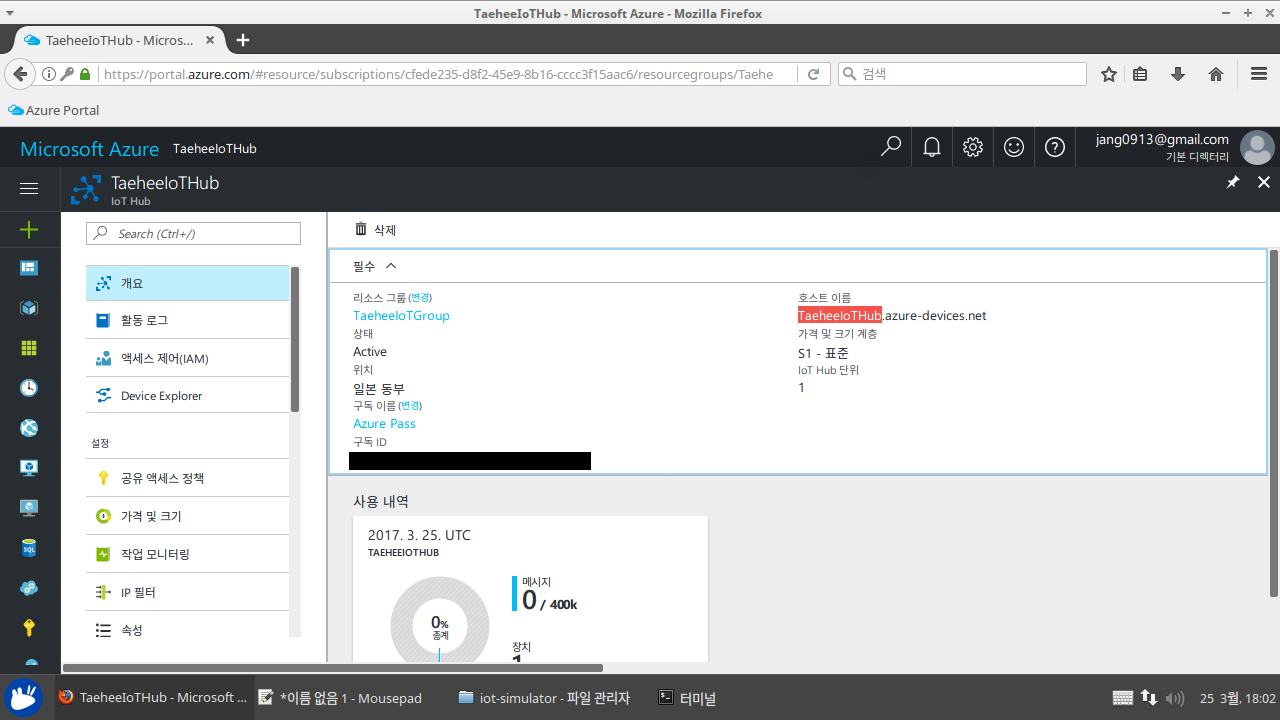 TaeheeIoTHub - Microsoft Azure - Mozilla Firefox
TaeheeIoTHub - Micros...
https://portal.azure.com/#resource/subscriptions/cfede235-d8f2-45e9-8b16-cccc3f15aac6/resourcegroups/Taehe
검색
Azure Portal
Microsoft Azure TaeheeIoTHub
jang0913@gmail.com
기본 디렉터리
TaeheeIoTHub
IoT Hub
Search (Ctrl+/)
개요
활동 로그
액세스 제어(IAM)
Device Explorer
설정
공유 액세스 정책
가격 및 크기
작업 모니터링
IP 필터
속성
삭제
필수
리소스 그룹 (변경)
TaeheeIoTGroup
상태
Active
위치
일본 동부
구독 이름 (변경)
Azure Pass
구독 ID
호스트 이름
TaeheeIoTHub.azure-devices.net
가격 및 크기 계층
S1 - 표준
IoT Hub 단위
1
사용 내역
2017. 3. 25. UTC
TAEHEEIOTHUB
0%
총계
메시지
0 / 400k
장치
1
SQL
TaeheeIoTHub - Microsoft ...
*이름 없음 1 - Mousepad
iot-simulator - 파일 관리자
터미널
25 3월, 18:02